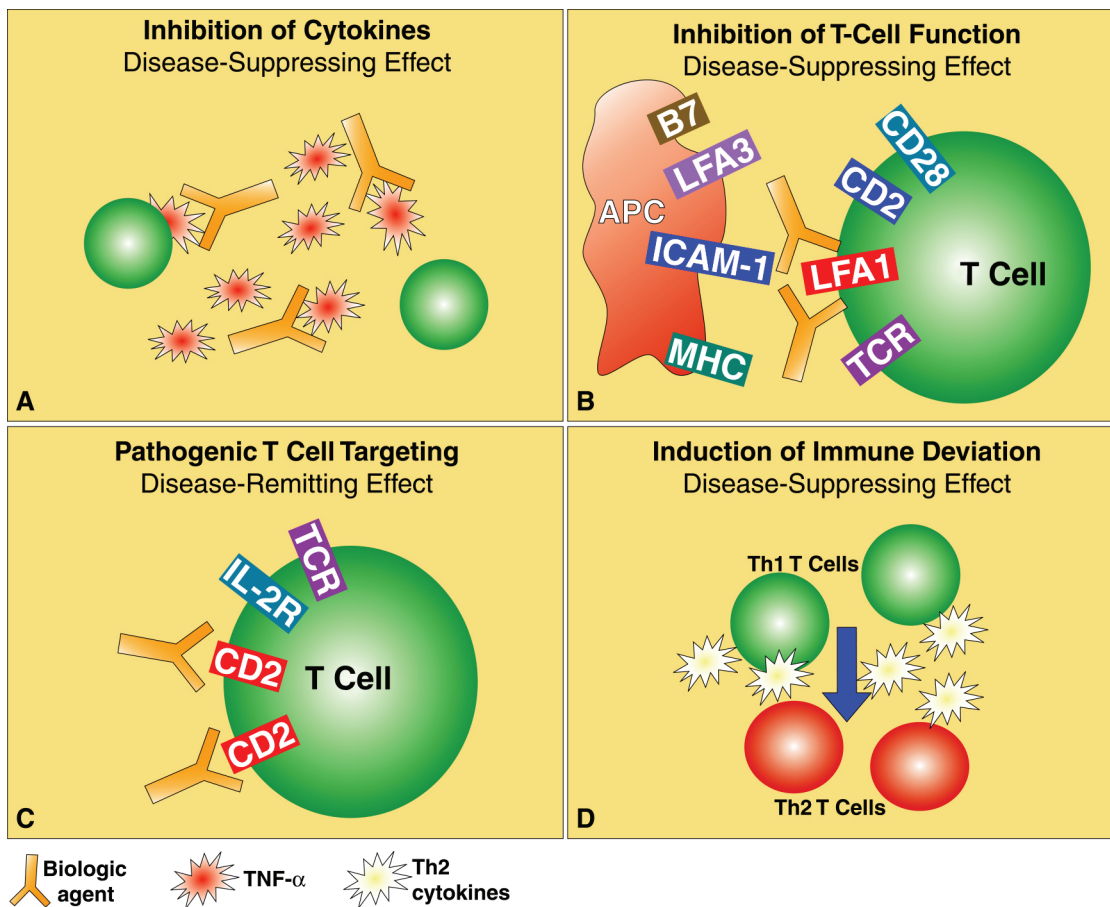 Inhibition of Cytokines
Disease-Suppressing Effect
A
Inhibition of T-Cell Function
Disease-Suppressing Effect
B7
LFA3
APC
ICAM-1
MHC
CD28
CD2
LFA1
TCR
T Cell
B
Pathogenic T Cell Targeting
Disease-Remitting Effect
TCR
IL-2R
CD2
CD2
T Cell
C
Induction of Immune Deviation
Disease-Suppressing Effect
Th1 T Cells
Th2 T Cells
D
Biologic
agent
TNF-α
Th2
cytokines